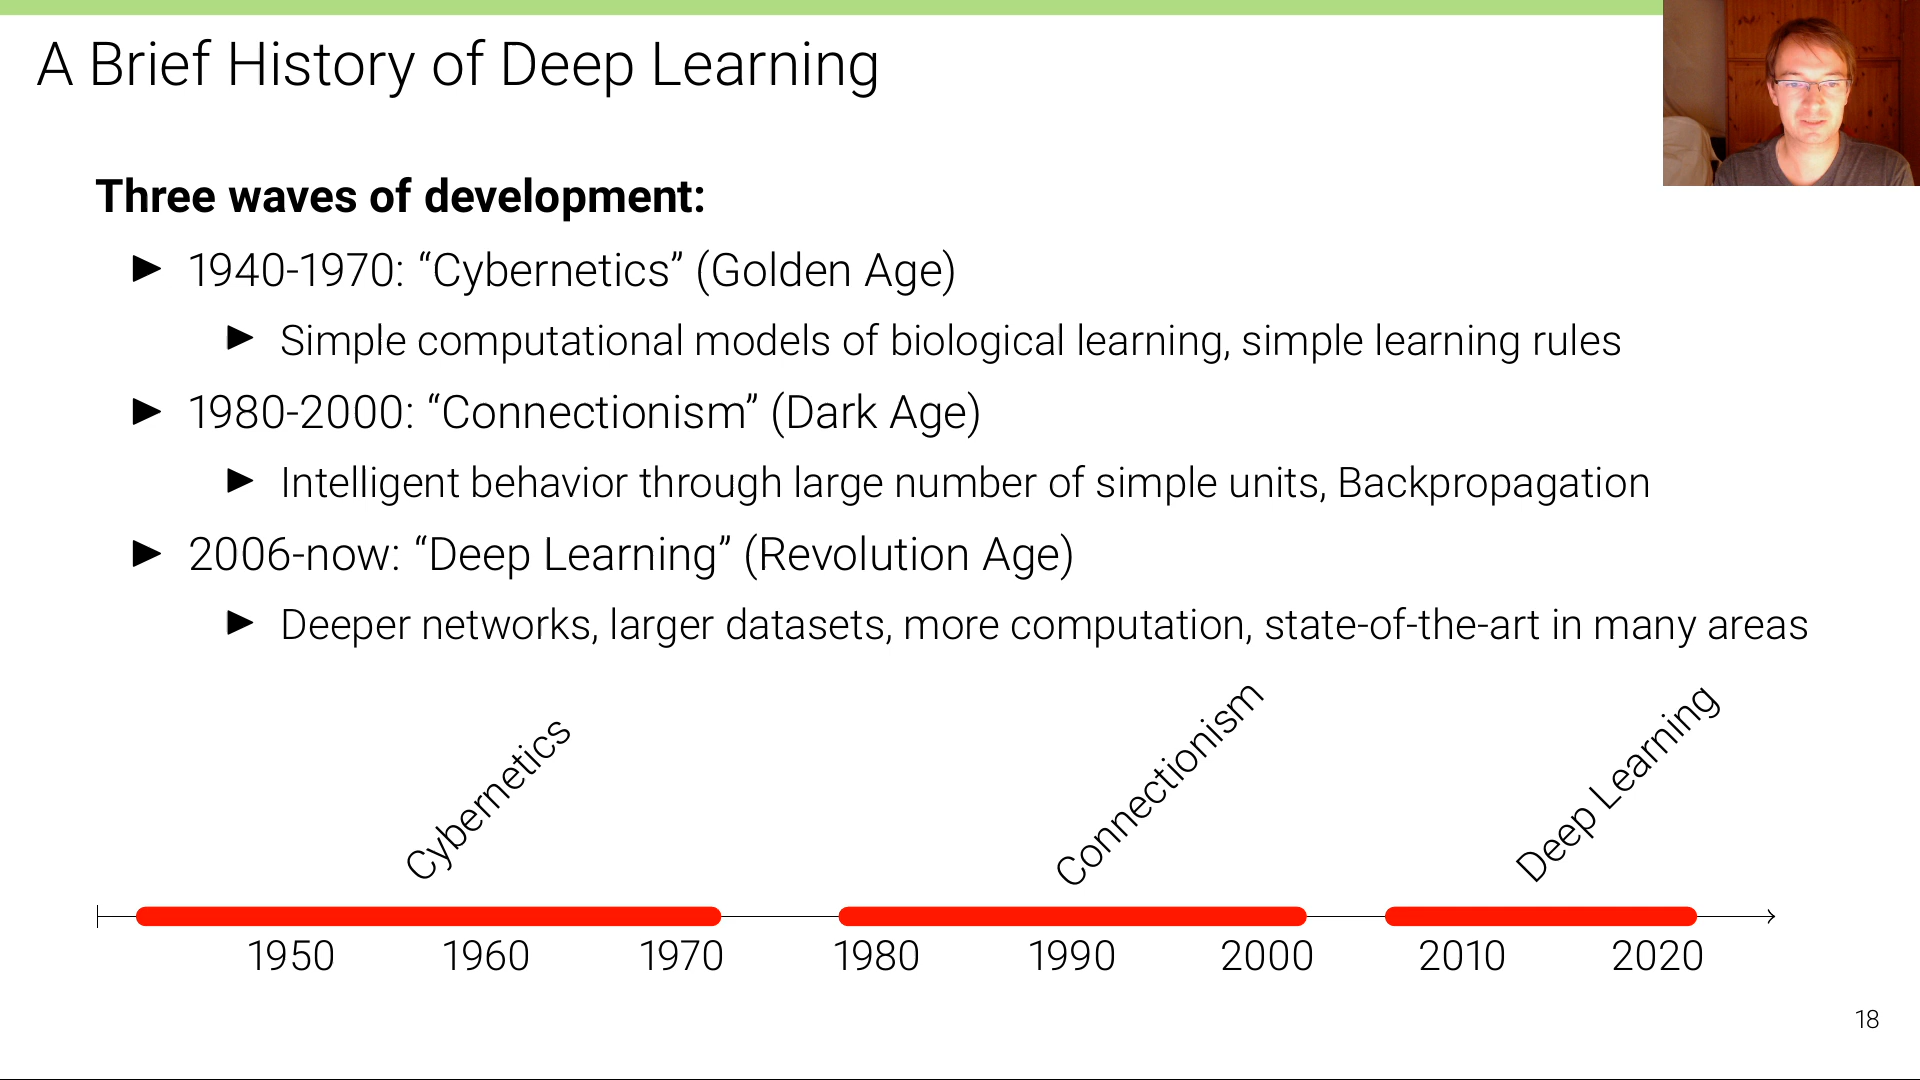 A Brief History of Deep Learning
Three waves of development:
► 1940-1970: “Cybernetics” (Golden Age)
► Simple computational models of biological learning, simple learning rules
► 1980-2000: “Connectionism” (Dark Age)
► Intelligent behavior through large number of simple units, Backpropagation
► 2006-now: “Deep Learning” (Revolution Age)
► Deeper networks, larger datasets, more computation, state-of-the-art in many areas
Cybernetics
Connectionism
Deep Learning
1950 1960 1970 1980 1990 2000 2010 2020
18